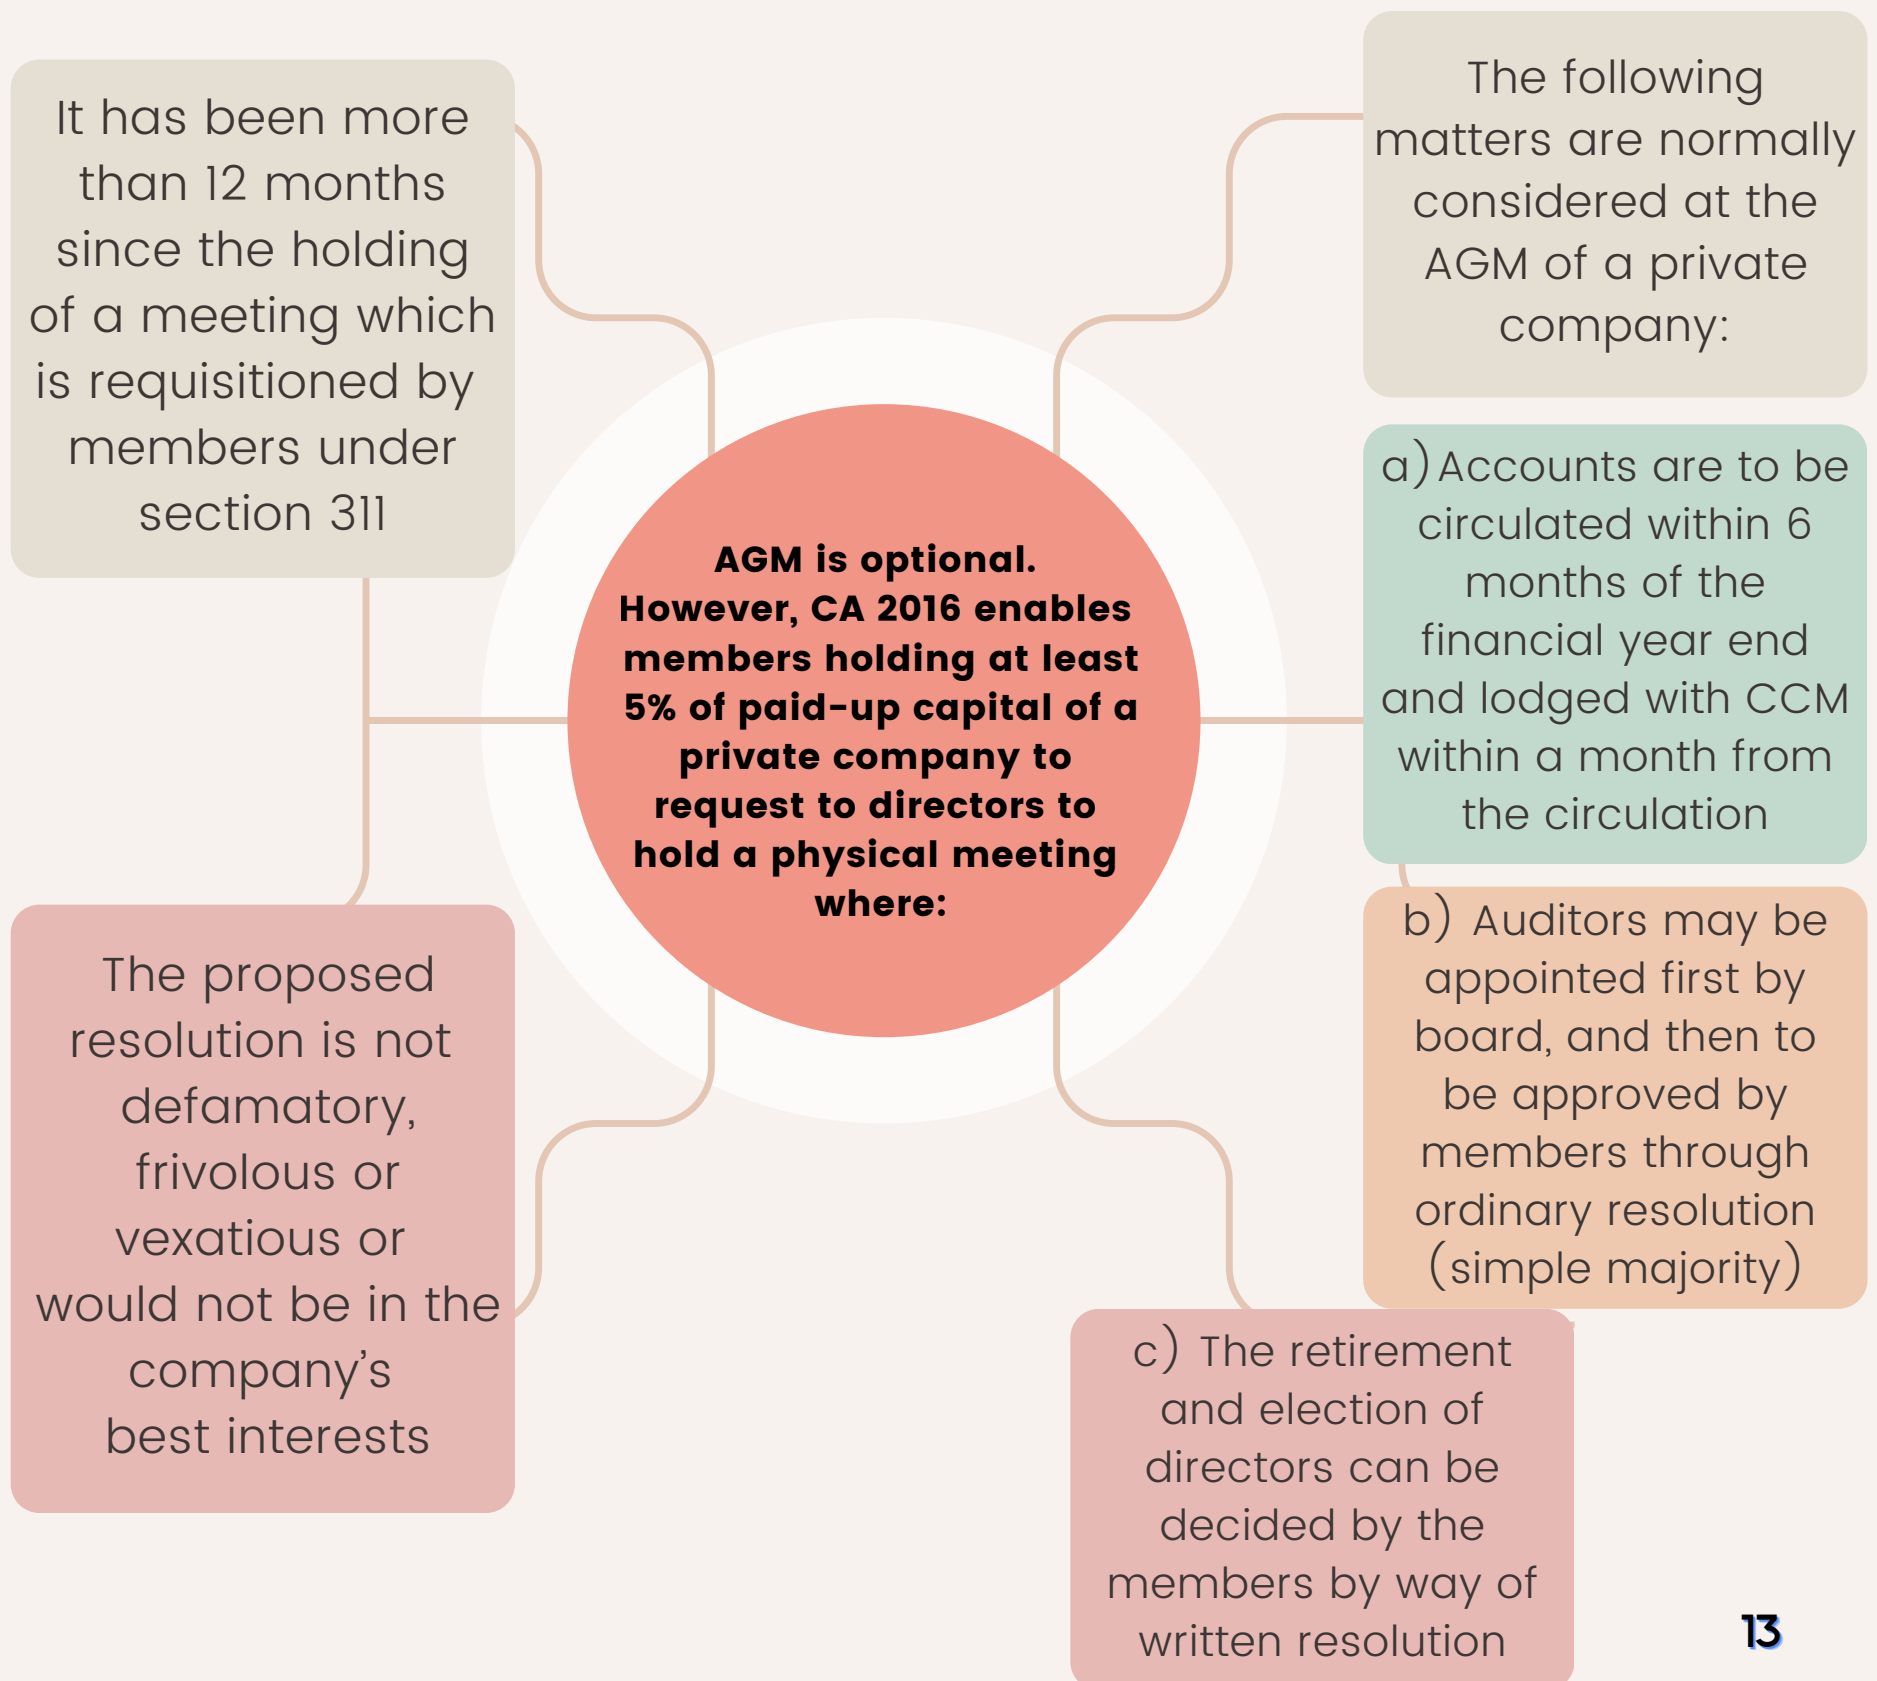 It has been more
than 12 months
since the holding
of a meeting which
is requisitioned by
members under
section 311
The proposed
resolution is not
defamatory,
frivolous or
vexatious or
would not be in the
company’s
best interests
AGM is optional.
However, CA 2016 enables
members holding at least
5% of paid-up capital of a
private company to
request to directors to
hold a physical meeting
where:
The following
matters are normally
considered at the
AGM of a private
company:
a)Accounts are to be
circulated within 6
months of the
financial year end
and lodged with CCM
within a month from
the circulation
b) Auditors may be
appointed first by
board, and then to
be approved by
members through
ordinary resolution
(simple majority)
c) The retirement
and election of
directors can be
decided by the
members by way of
written resolution
13